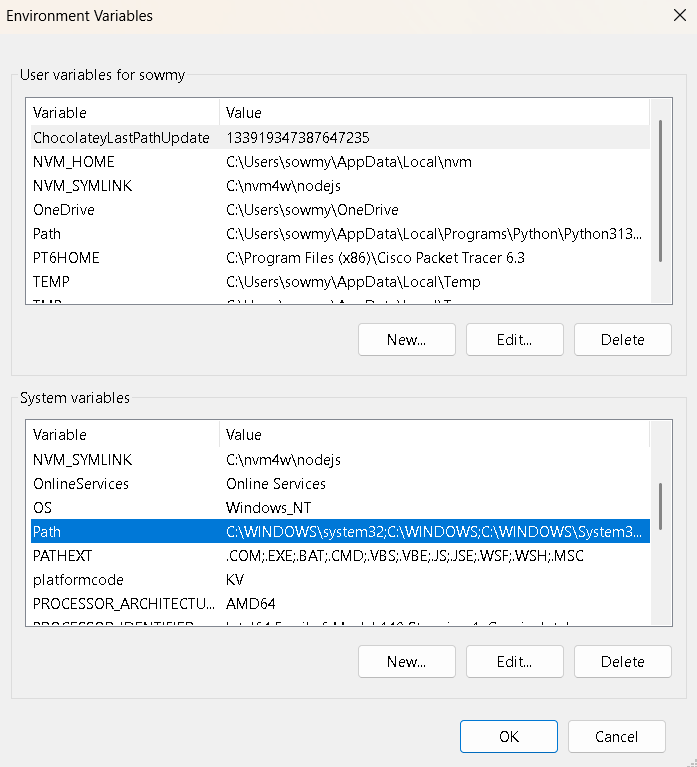 Environment Variables
User variables for sowmy
Variable Value
ChocolateyLastPathUpdate 133919347387647235
NVM_HOME C:\Users\sowmy\AppData\Local\nvm
NVM_SYMLINK C:\nvm4w\nodejs
OneDrive C:\Users\sowmy\OneDrive
Path C:\Users\sowmy\AppData\Local\Programs\Python\Python313...
PT6HOME C:\Program Files (x86)\Cisco Packet Tracer 6.3
TEMP C:\Users\sowmy\AppData\Local\Temp
New... Edit... Delete
System variables
Variable Value
NVM_SYMLINK C:\nvm4w\nodejs
OnlineServices Online Services
OS Windows_NT
Path C:\WINDOWS\system32;C:\WINDOWS;C:\WINDOWS\System3...
PATHEXT .COM;.EXE;.BAT;.CMD;.VBS;.VBE;.JS;.JSE;.WSF;.WSH;.MSC
platformcode KV
PROCESSOR_ARCHITECTU... AMD64
New... Edit... Delete
OK Cancel